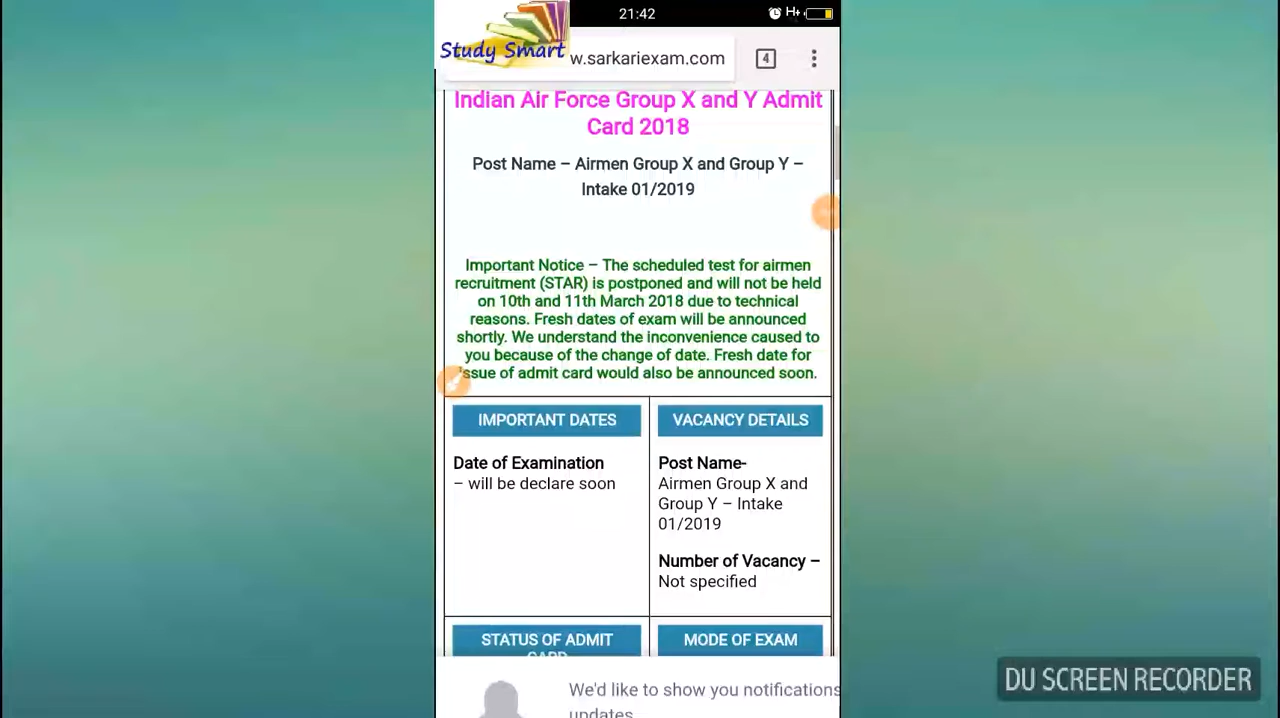 21:42
H+
Study Smart
w.sarkariexam.com
4
Indian Air Force Group X and Y Admit
Card 2018
Post Name – Airmen Group X and Group Y –
Intake 01/2019
Important Notice – The scheduled test for airmen
recruitment (STAR) is postponed and will not be held
on 10th and 11th March 2018 due to technical
reasons. Fresh dates of exam will be announced
shortly. We understand the inconvenience caused to
you because of the change of date. Fresh date for
issue of admit card would also be announced soon.
IMPORTANT DATES
Date of Examination
– will be declare soon
VACANCY DETAILS
Post Name-
Airmen Group X and
Group Y – Intake
01/2019
Number of Vacancy –
Not specified
STATUS OF ADMIT
CARD
MODE OF EXAM
We'd like to show you notifications
updates
DU SCREEN RECORDER